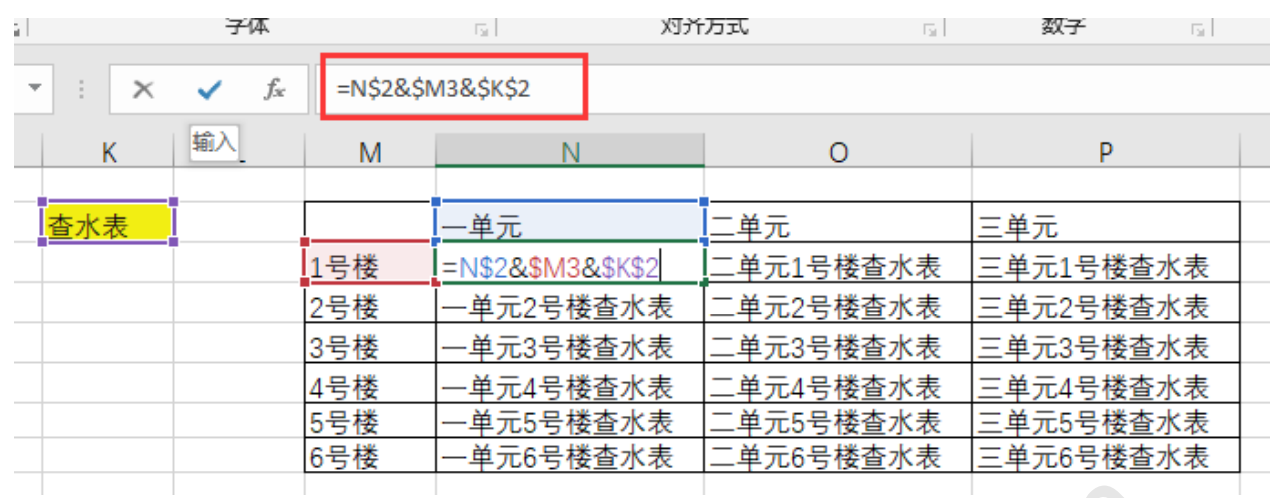 字体 对齐方式 数字
fx =N$2&$M3&$K$2
K 输入 M N O P
查水表 一单元 二单元 三单元
1号楼 =N$2&$M3&$K$2 二单元1号楼查水表 三单元1号楼查水表
2号楼 一单元2号楼查水表 二单元2号楼查水表 三单元2号楼查水表
3号楼 一单元3号楼查水表 二单元3号楼查水表 三单元3号楼查水表
4号楼 一单元4号楼查水表 二单元4号楼查水表 三单元4号楼查水表
5号楼 一单元5号楼查水表 二单元5号楼查水表 三单元5号楼查水表
6号楼 一单元6号楼查水表 二单元6号楼查水表 三单元6号楼查水表